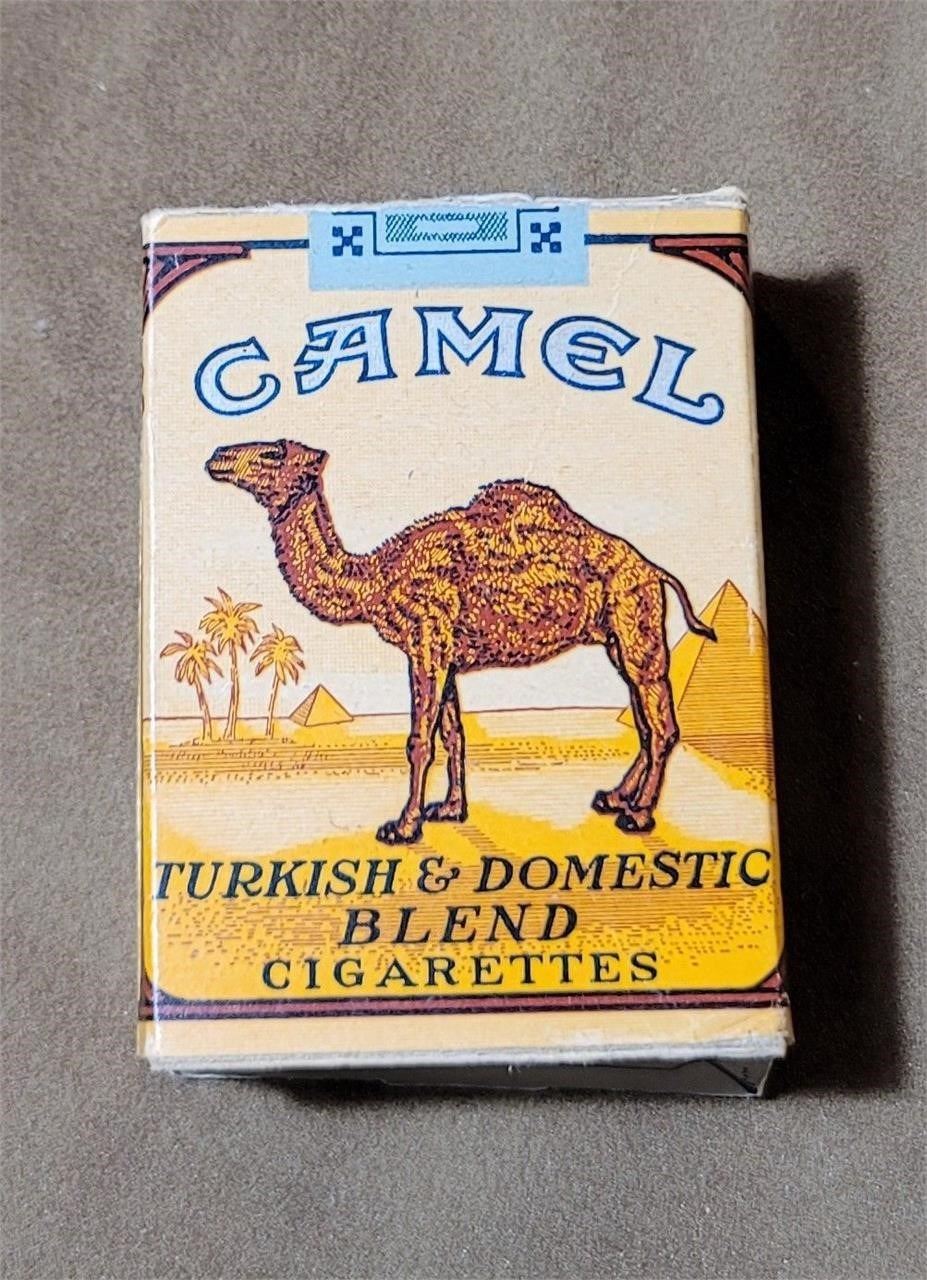 CAMEL
TURKISH & DOMESTIC
BLEND
CIGARETTES